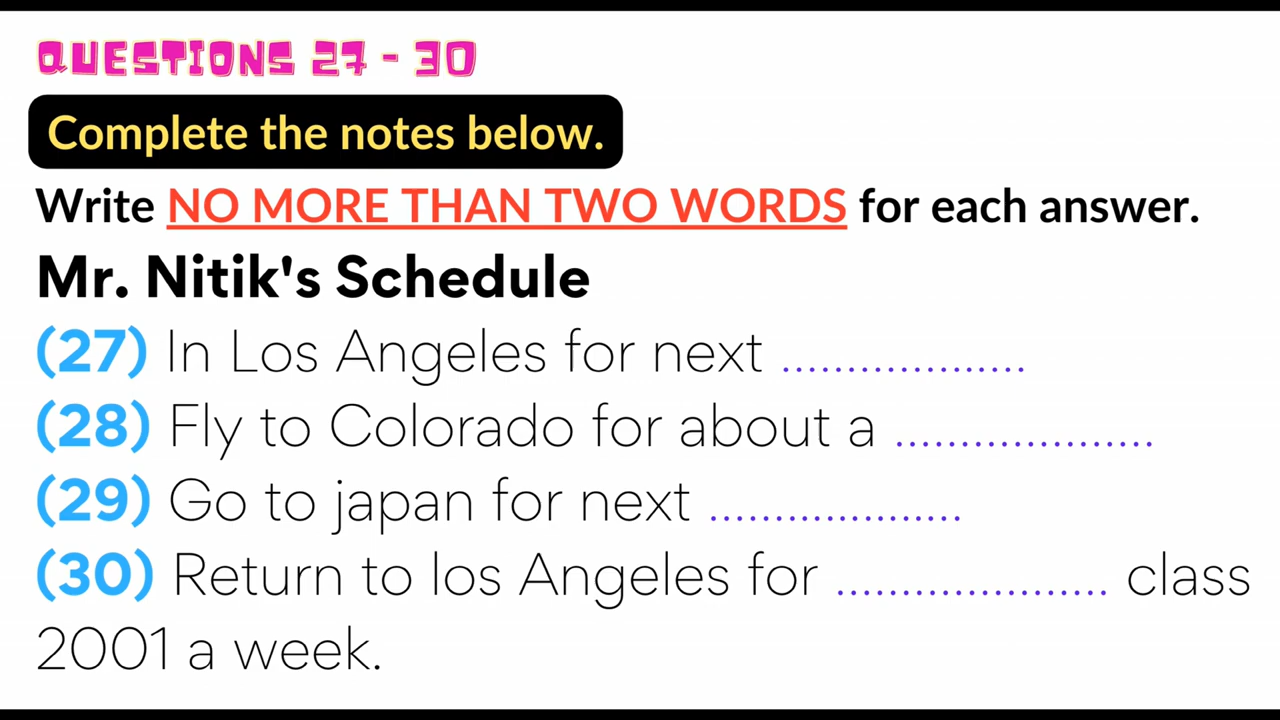 QUESTIONS 27 - 30
Complete the notes below.
Write NO MORE THAN TWO WORDS for each answer.
Mr. Nitik's Schedule
(27) In Los Angeles for next ...................
(28) Fly to Colorado for about a ....................
(29) Go to japan for next ....................
(30) Return to los Angeles for ..................... class
2001 a week.